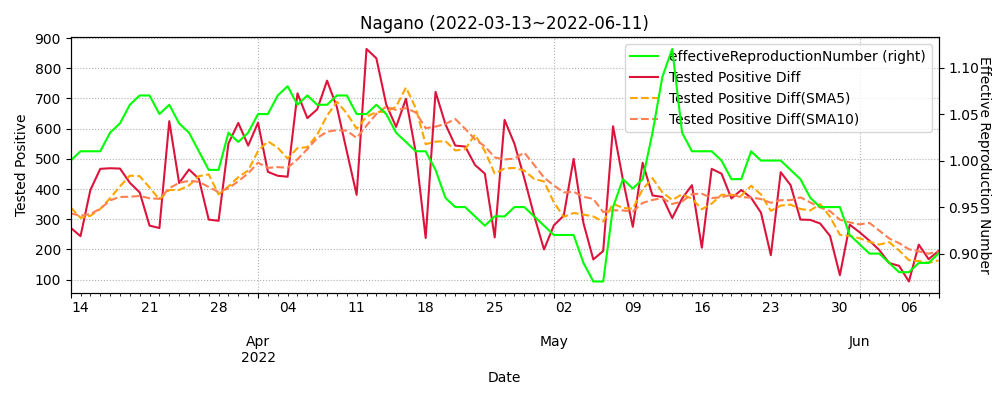 Nagano (2022-03-13~2022-06-11)
effectiveReproductionNumber (right)
Tested Positive Diff
Tested Positive Diff(SMA5)
Tested Positive Diff(SMA10)
Tested Positive
900
800
700
600
500
400
300
200
100
1.10
1.05
1.00
0.95
0.90
Effective Reproduction Number
14 21 28 04 11 18 25 02 09 16 23 30 06
Apr May Jun
2022
Date